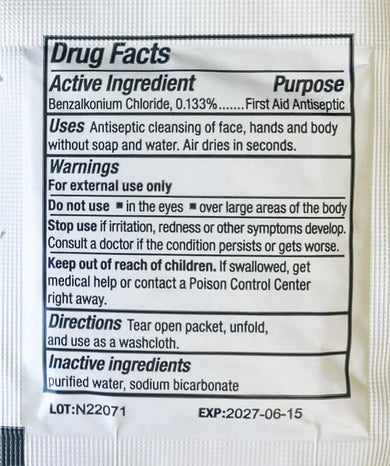 Drug Facts
Active Ingredient Purpose
Benzalkonium Chloride, 0.133%.......First Aid Antiseptic
Uses Antiseptic cleansing of face, hands and body
without soap and water. Air dries in seconds.
Warnings
For external use only
Do not use ■ in the eyes ■ over large areas of the body
Stop use if irritation, redness or other symptoms develop.
Consult a doctor if the condition persists or gets worse.
Keep out of reach of children. If swallowed, get
medical help or contact a Poison Control Center
right away.
Directions Tear open packet, unfold,
and use as a washcloth.
Inactive ingredients
purified water, sodium bicarbonate
LOT:N22071 EXP:2027-06-15